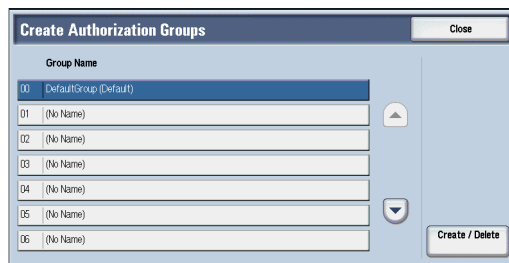 Create Authorization Groups
Close
Group Name
00 DefaultGroup (Default)
01 (No Name)
02 (No Name)
03 (No Name)
04 (No Name)
05 (No Name)
06 (No Name)
Create / Delete